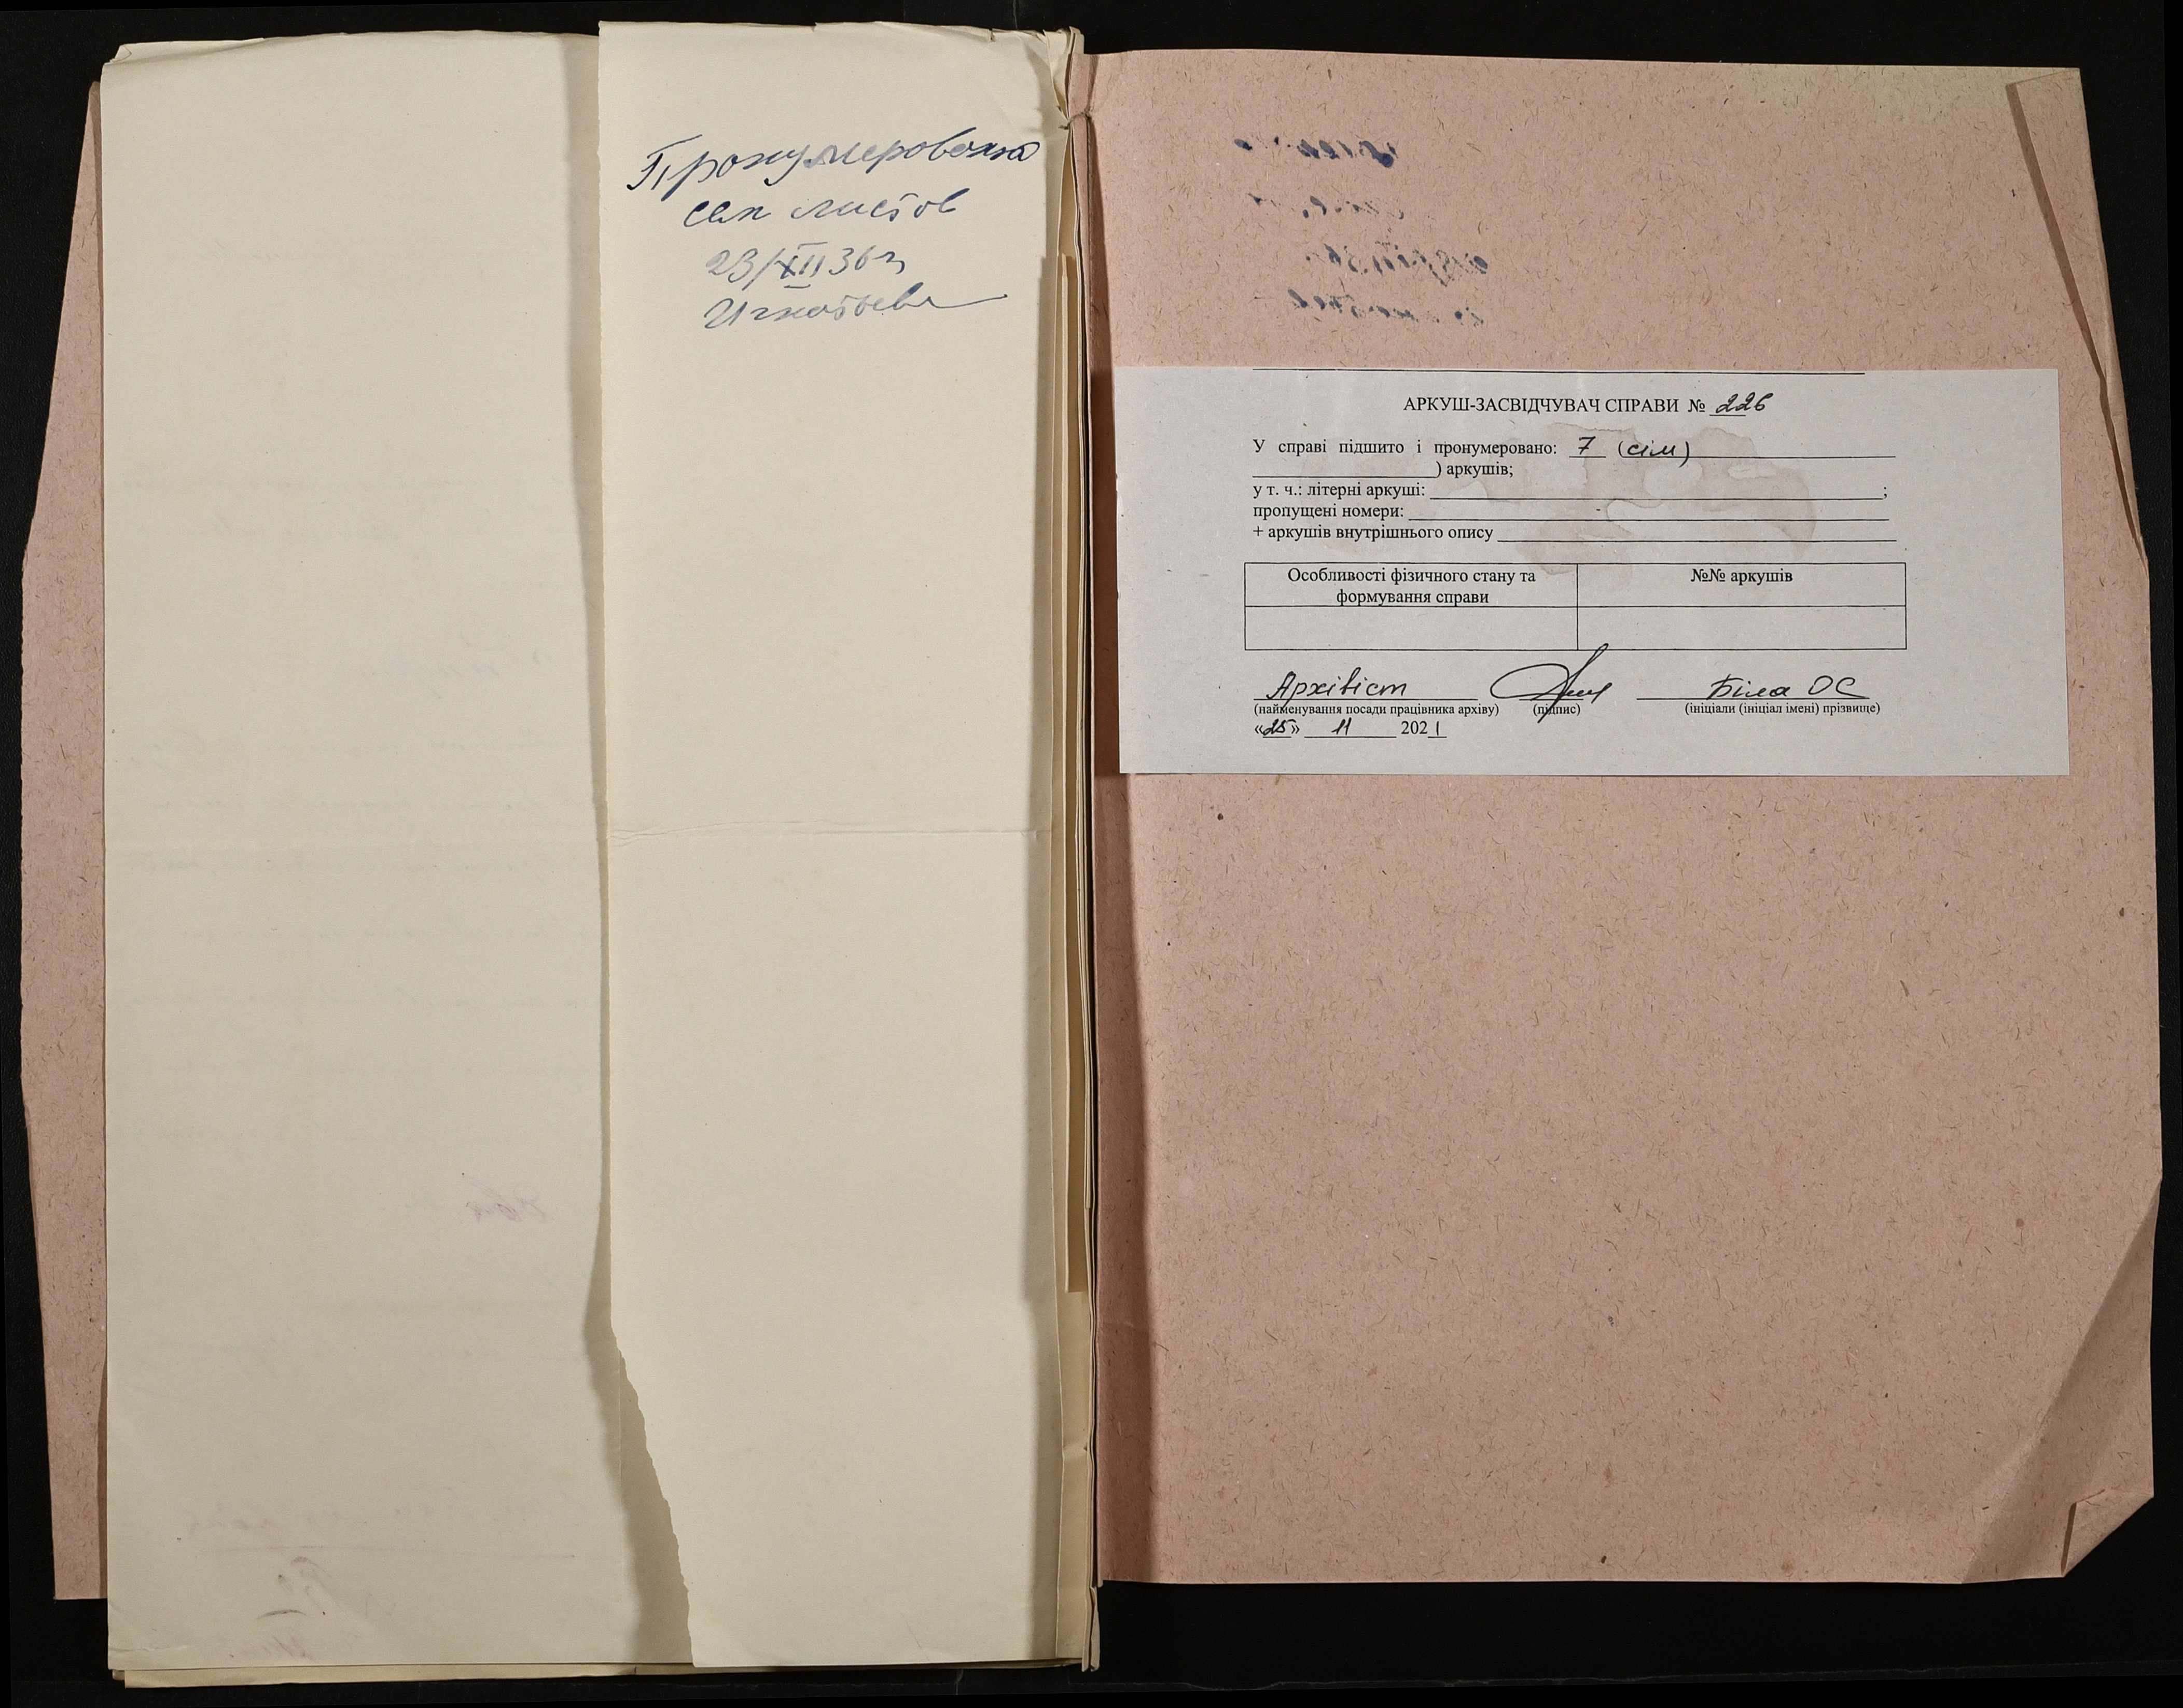 Пронумеровано
сем листов
23/XII 36 г
Игнатьева
АРКУШ-ЗАСВІДЧУВАЧ СПРАВИ № 226
У справі підшито і пронумеровано: 7 (сім)
) аркушів;
у т. ч.: літерні аркуші: ;
пропущені номери: -
+ аркушів внутрішнього опису
Особливості фізичного стану та
формування справи
№№ аркушів
Архівіст Біла ОС
(найменування посади працівника архіву) (підпис) (ініціали (ініціал імені) прізвище)
«25» 11 2021